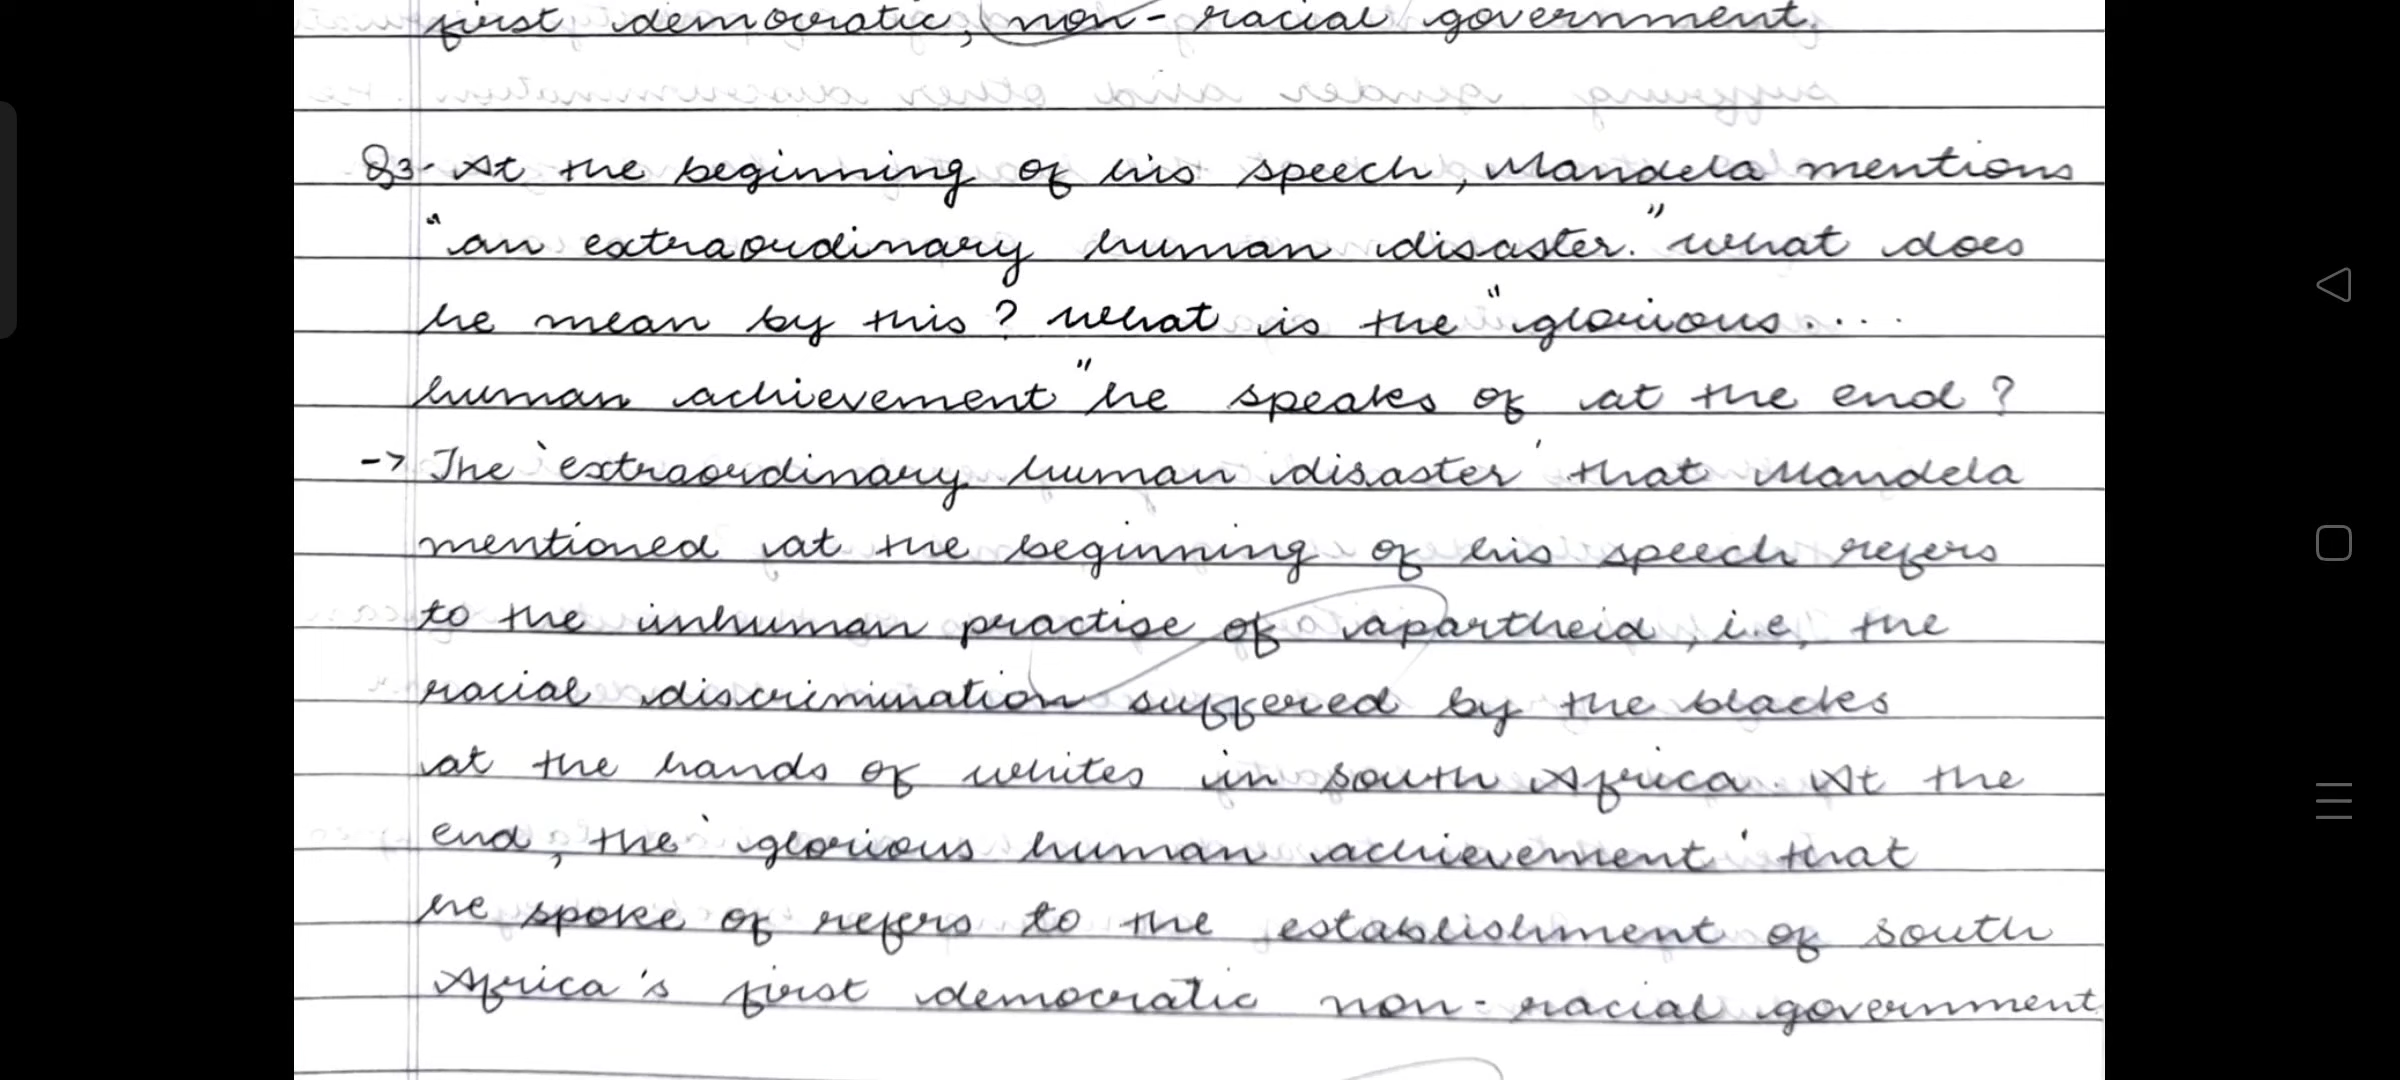 first democratic, non-racial government.
Q3. At the beginning of his speech, Mandela mentions
"an extraordinary human disaster." What does
he mean by this? What is the "glorious....
human achievement" he speaks of at the end?
-> The 'extraordinary human disaster' that Mandela
mentioned at the beginning of his speech refers
to the inhuman practise of apartheid, i.e, the
racial discrimination suffered by the blacks
at the hands of whites in South Africa. At the
end, the 'glorious human achievement' that
he spoke of refers to the establishment of South
Africa's first democratic non-racial government